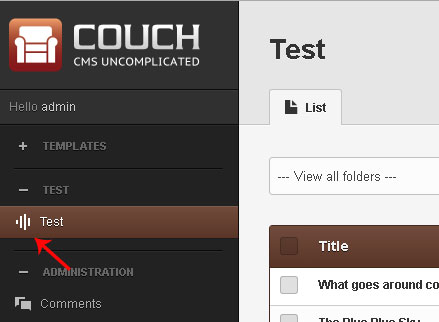 COUCH
CMS UNCOMPLICATED
Hello admin
TEMPLATES
TEST
Test
ADMINISTRATION
Comments
Test
List
--- View all folders ---
Title
What goes around co
The Blue Blue Sky